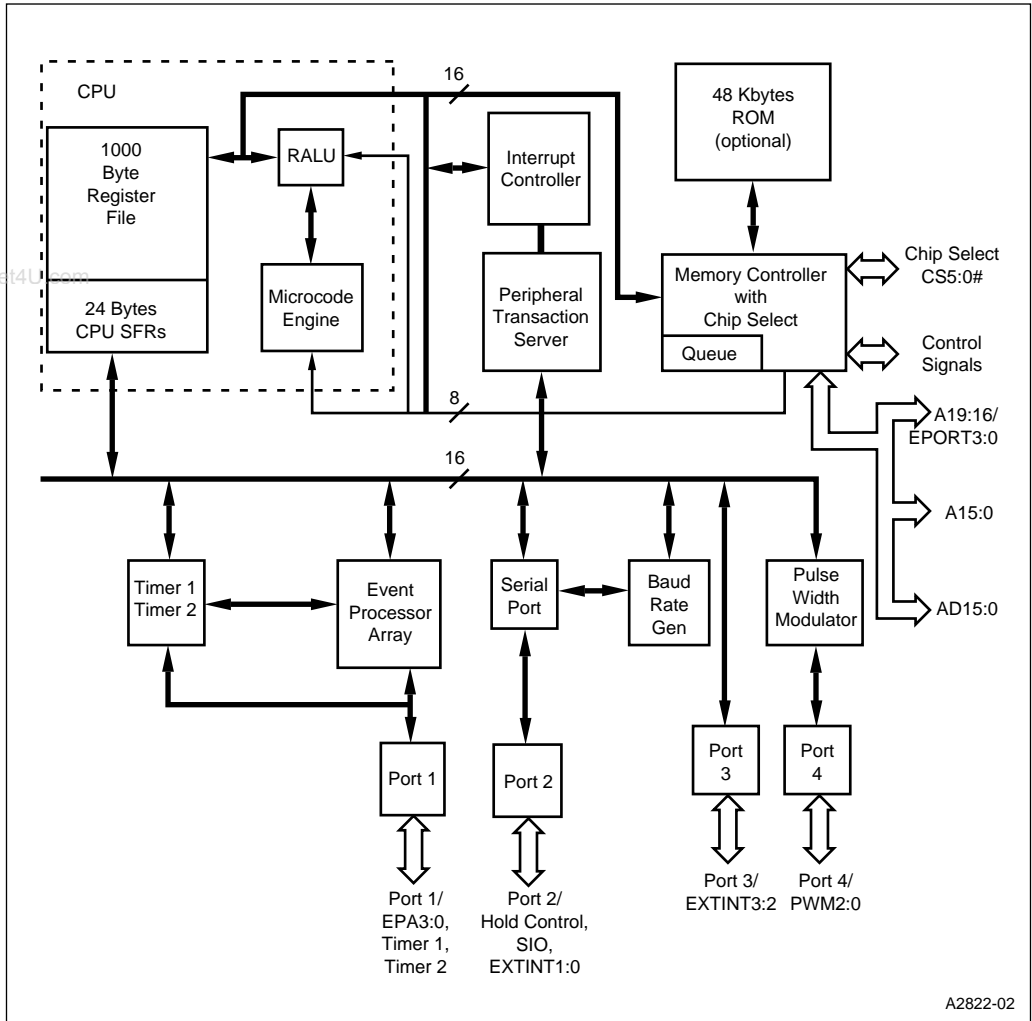 CPU
16
1000
Byte
Register
File
RALU
Interrupt
Controller
48 Kbytes
ROM
(optional)
24 Bytes
CPU SFRs
Microcode
Engine
Peripheral
Transaction
Server
Memory Controller
with
Chip Select
Queue
Chip Select
CS5:0#
Control
Signals
et4U.com
8
A19:16/
EPORT3:0
16
A15:0
Timer 1
Timer 2
Event
Processor
Array
Serial
Port
Baud
Rate
Gen
Pulse
Width
Modulator
AD15:0
Port 1
Port 2
Port
3
Port
4
Port 1/
EPA3:0,
Timer 1,
Timer 2
Port 2/
Hold Control,
SIO,
EXTINT1:0
Port 3/
EXTINT3:2
Port 4/
PWM2:0
A2822-02